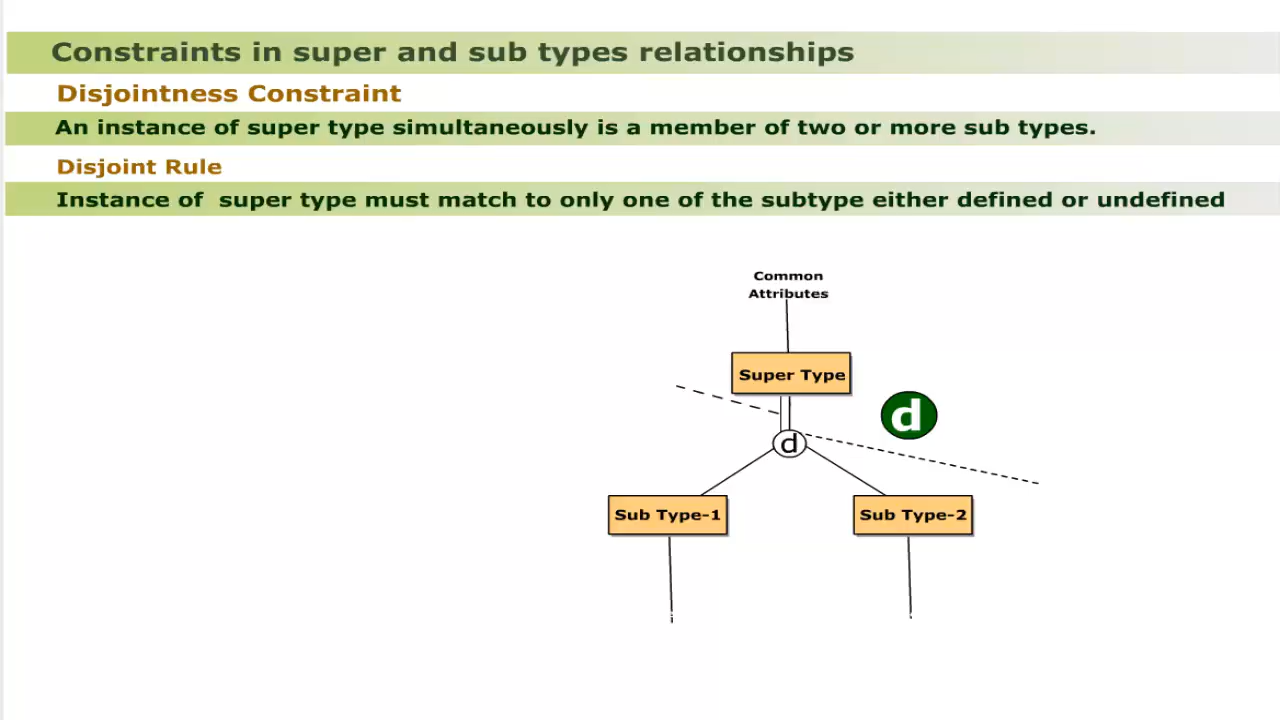 Constraints in super and sub types relationships
Disjointness Constraint
An instance of super type simultaneously is a member of two or more sub types.
Disjoint Rule
Instance of super type must match to only one of the subtype either defined or undefined
Common
Attributes
Super Type
d
d
Sub Type-1
Sub Type-2